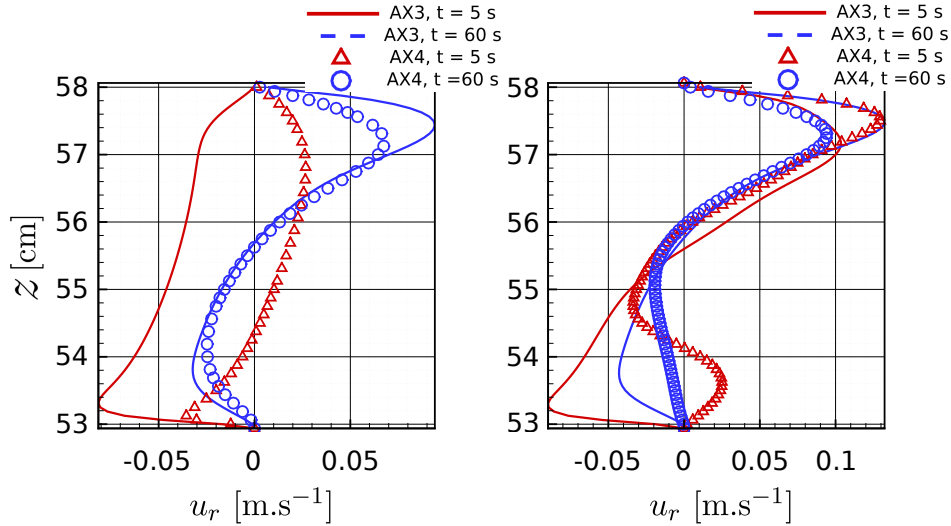 AX3, t = 5 s
AX3, t = 60 s
AX4, t = 5 s
AX4, t =60 s
58
57
56
55
54
53
z [cm]
-0.05 0 0.05
u_r [m.s⁻¹]
AX3, t = 5 s
AX3, t = 60 s
AX4, t = 5 s
AX4, t =60 s
58
57
56
55
54
53
-0.05 0 0.05 0.1
u_r [m.s⁻¹]